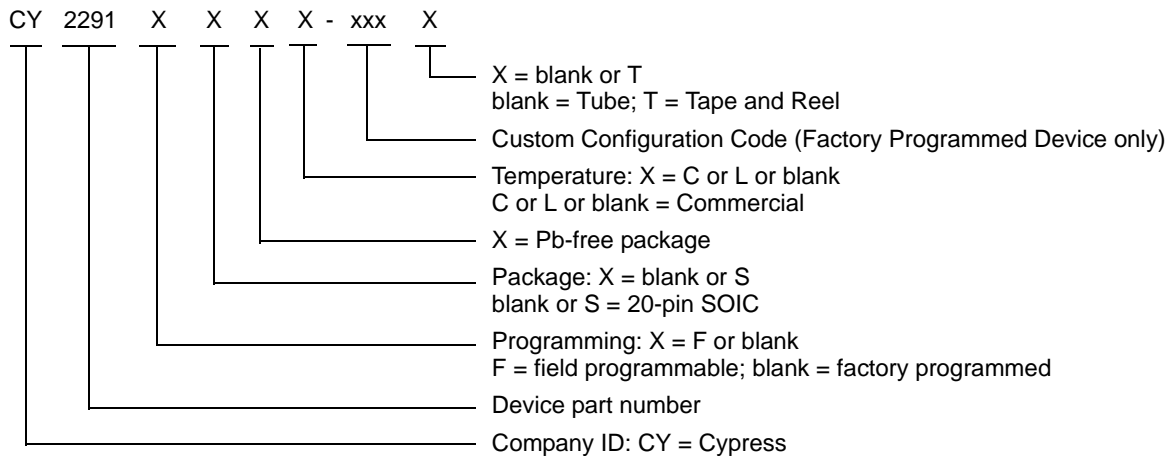 CY 2291 X X X X - xxx X
X = blank or T
blank = Tube; T = Tape and Reel
Custom Configuration Code (Factory Programmed Device only)
Temperature: X = C or L or blank
C or L or blank = Commercial
X = Pb-free package
Package: X = blank or S
blank or S = 20-pin SOIC
Programming: X = F or blank
F = field programmable; blank = factory programmed
Device part number
Company ID: CY = Cypress